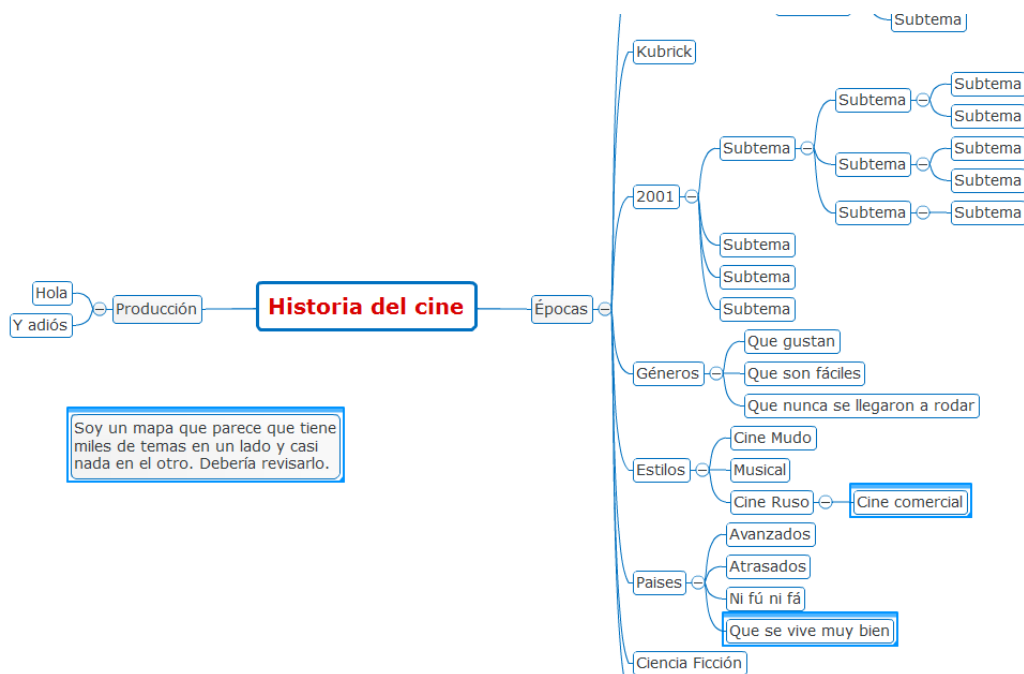 Subtema
Kubrick
Subtema
Subtema
Subtema
Subtema
Subtema
Subtema
Subtema
Subtema
2001
Subtema
Subtema
Subtema
Subtema
Subtema
Hola
Y adiós
Producción
Historia del cine
Épocas
Que gustan
Géneros
Que son fáciles
Que nunca se llegaron a rodar
Soy un mapa que parece que tiene
miles de temas en un lado y casi
nada en el otro. Debería revisarlo.
Cine Mudo
Estilos
Musical
Cine Ruso
Cine comercial
Avanzados
Atrasados
Paises
Ni fú ni fá
Que se vive muy bien
Ciencia Ficción